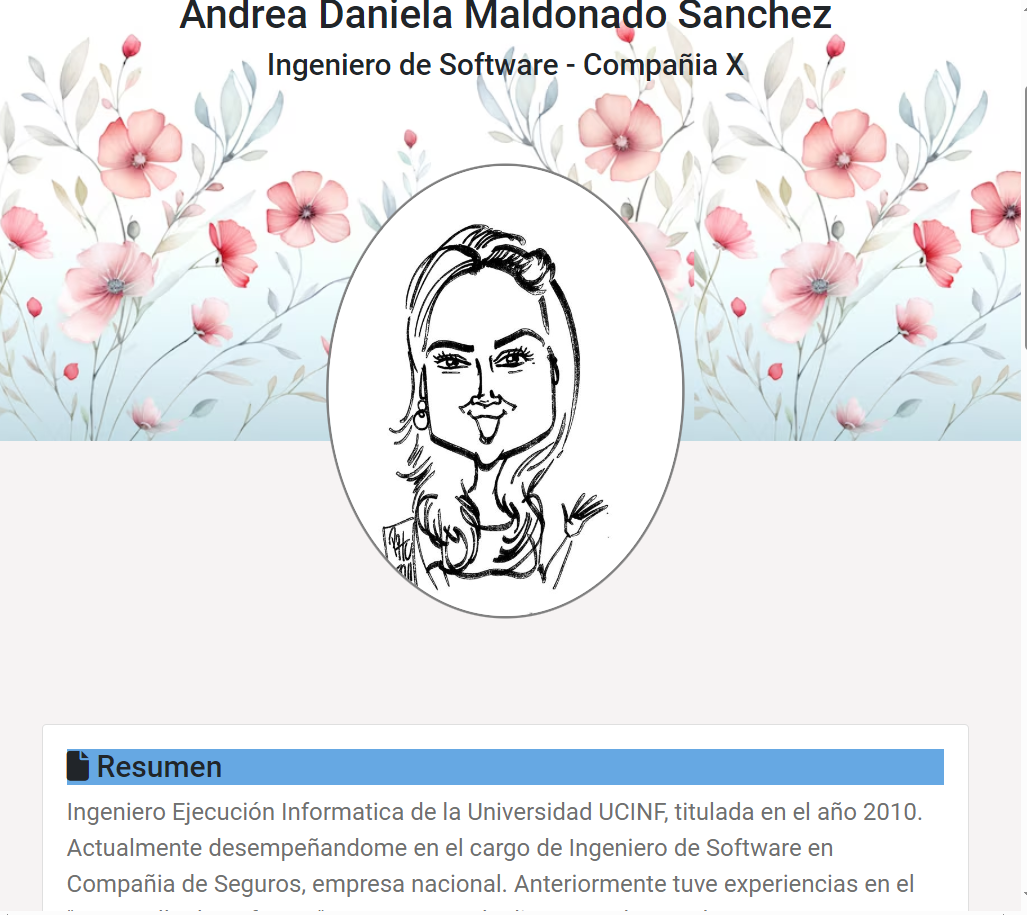 Andrea Daniela Maldonado Sanchez
Ingeniero de Software - Compañia X
Resumen
Ingeniero Ejecución Informatica de la Universidad UCINF, titulada en el año 2010.
Actualmente desempeñandome en el cargo de Ingeniero de Software en
Compañia de Seguros, empresa nacional. Anteriormente tuve experiencias en el